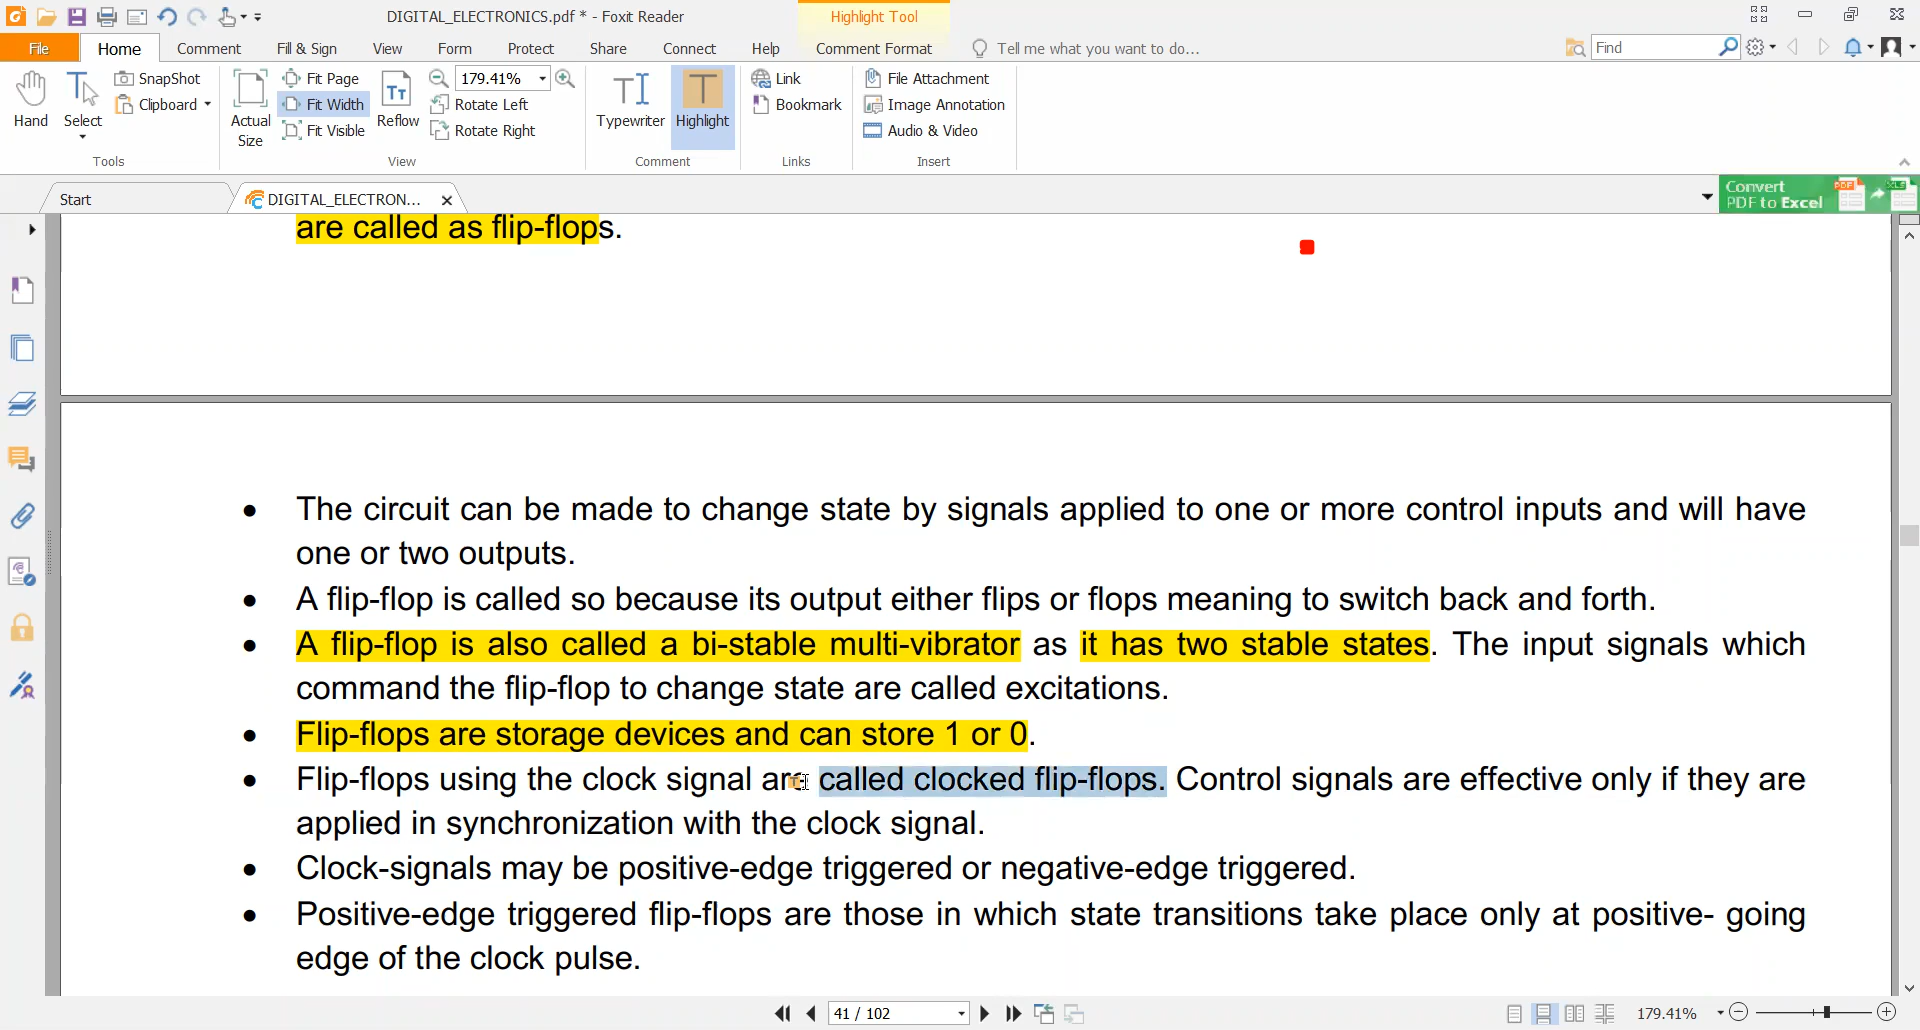 DIGITAL_ELECTRONICS.pdf * - Foxit Reader
Highlight Tool
File Home Comment Fill & Sign View Form Protect Share Connect Help Comment Format Tell me what you want to do... Find
Hand Select SnapShot Clipboard Actual Size Fit Page Fit Width Fit Visible Reflow 179.41% Rotate Left Rotate Right Typewriter Highlight Link Bookmark File Attachment Image Annotation Audio & Video
Tools View Comment Links Insert
Start DIGITAL_ELECTRON... Convert PDF to Excel
are called as flip-flops.
• The circuit can be made to change state by signals applied to one or more control inputs and will have
one or two outputs.
• A flip-flop is called so because its output either flips or flops meaning to switch back and forth.
• A flip-flop is also called a bi-stable multi-vibrator as it has two stable states. The input signals which
command the flip-flop to change state are called excitations.
• Flip-flops are storage devices and can store 1 or 0.
• Flip-flops using the clock signal are called clocked flip-flops. Control signals are effective only if they are
applied in synchronization with the clock signal.
• Clock-signals may be positive-edge triggered or negative-edge triggered.
• Positive-edge triggered flip-flops are those in which state transitions take place only at positive- going
edge of the clock pulse.
41 / 102 179.41%